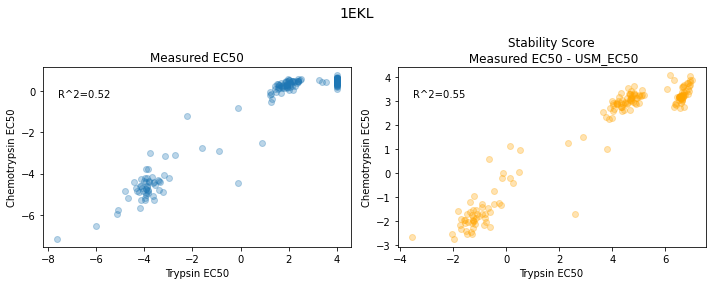 1EKL
Measured EC50
R^2=0.52
Chemotrypsin EC50
0
−2
−4
−6
−8
−6
−4
−2
0
2
4
Trypsin EC50
Stability Score
Measured EC50 - USM_EC50
R^2=0.55
Chemotrypsin EC50
4
3
2
1
0
−1
−2
−3
−4
−2
0
2
4
6
Trypsin EC50